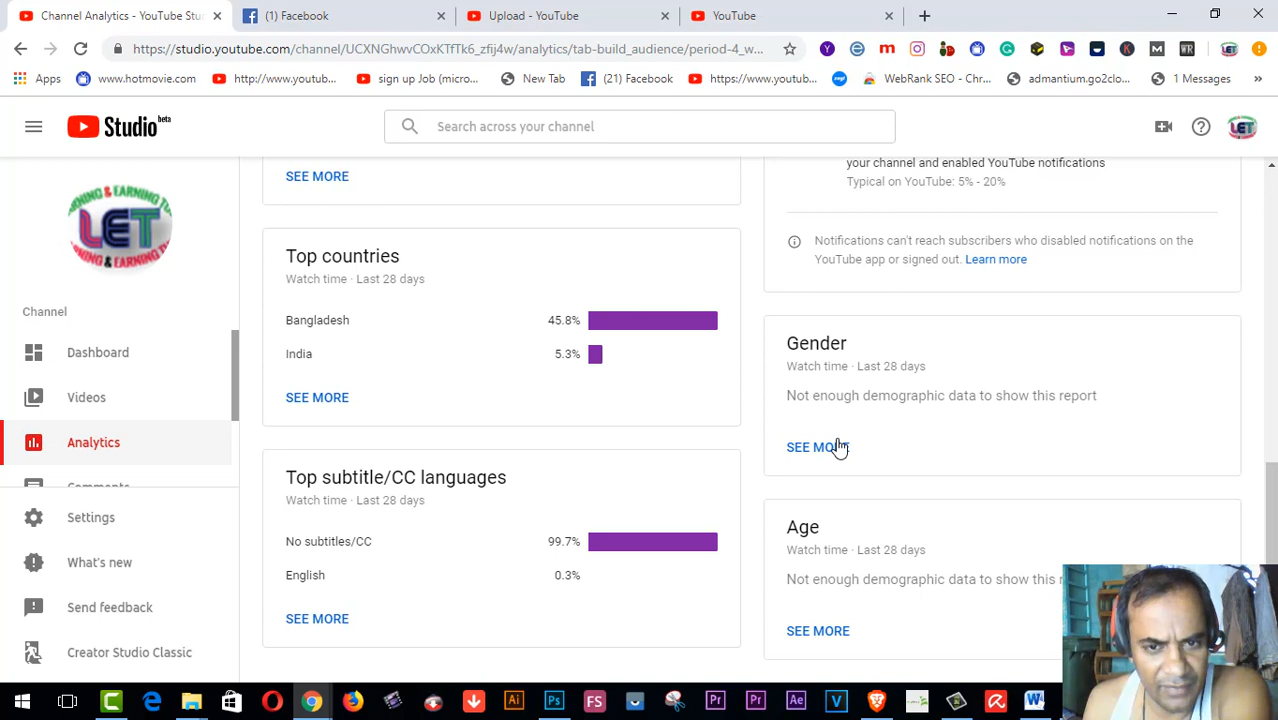 Channel Analytics - YouTube Stu
(1) Facebook
Upload - YouTube
YouTube
https://studio.youtube.com/channel/UCXNGhwvCOxKTfTk6_zfij4w/analytics/tab-build_audience/period-4_w...
Apps
www.hotmovie.com
http://www.youtub...
sign up Job (micro...
New Tab
(21) Facebook
https://www.youtub...
WebRank SEO - Chr...
admantium.go2clo...
1 Messages
Studio beta
Search across your channel
LEARNING & EARNING
LET
Channel
Dashboard
Videos
Analytics
Comments
Settings
What's new
Send feedback
Creator Studio Classic
SEE MORE
Top countries
Watch time · Last 28 days
Bangladesh 45.8%
India 5.3%
SEE MORE
Top subtitle/CC languages
Watch time · Last 28 days
No subtitles/CC 99.7%
English 0.3%
SEE MORE
your channel and enabled YouTube notifications
Typical on YouTube: 5% - 20%
Notifications can't reach subscribers who disabled notifications on the
YouTube app or signed out. Learn more
Gender
Watch time · Last 28 days
Not enough demographic data to show this report
SEE MORE
Age
Watch time · Last 28 days
Not enough demographic data to show this
SEE MORE